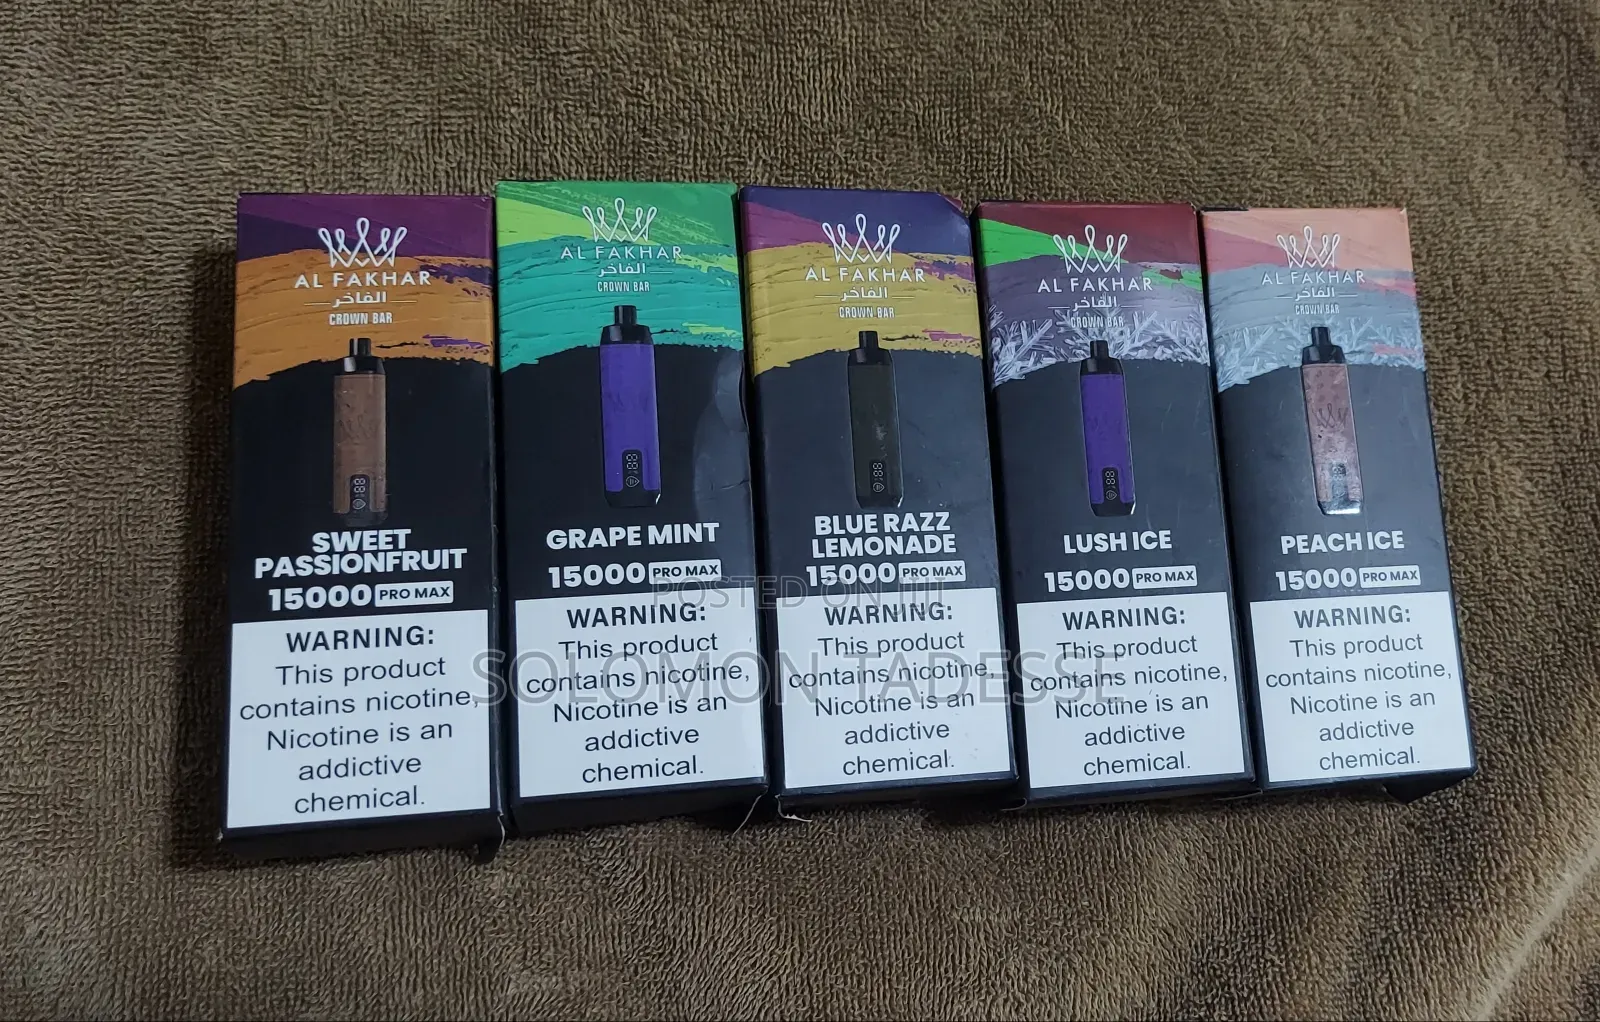 AL FAKHAR
الفاخر
CROWN BAR
SWEET
PASSIONFRUIT
15000 PRO MAX
WARNING:
This product
contains nicotine,
Nicotine is an
addictive
chemical.
AL FAKHAR
الفاخر
CROWN BAR
GRAPE MINT
15000 PRO MAX
WARNING:
This product
contains nicotine,
Nicotine is an
addictive
chemical.
AL FAKHAR
الفاخر
CROWN BAR
BLUE RAZZ
LEMONADE
15000 PRO MAX
WARNING:
This product
contains nicotine,
Nicotine is an
addictive
chemical.
AL FAKHAR
الفاخر
CROWN BAR
LUSH ICE
15000 PRO MAX
WARNING:
This product
contains nicotine,
Nicotine is an
addictive
chemical.
AL FAKHAR
الفاخر
CROWN BAR
PEACH ICE
15000 PRO MAX
WARNING:
This product
contains nicotine,
Nicotine is an
addictive
chemical.
POSTED ON JIJI
SOLOMON TADESSE